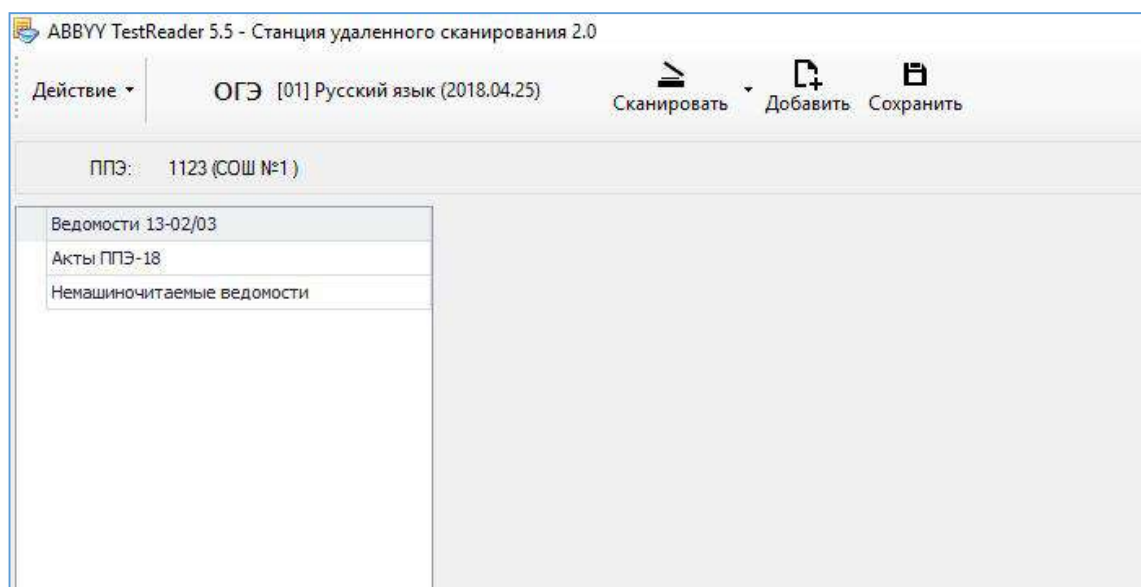 ABBYY TestReader 5.5 - Станция удаленного сканирования 2.0
Действие ОГЭ [01] Русский язык (2018.04.25) Сканировать Добавить Сохранить
ППЭ: 1123 (СОШ №1 )
Ведомости 13-02/03
Акты ППЭ-18
Немашиночитаемые ведомости